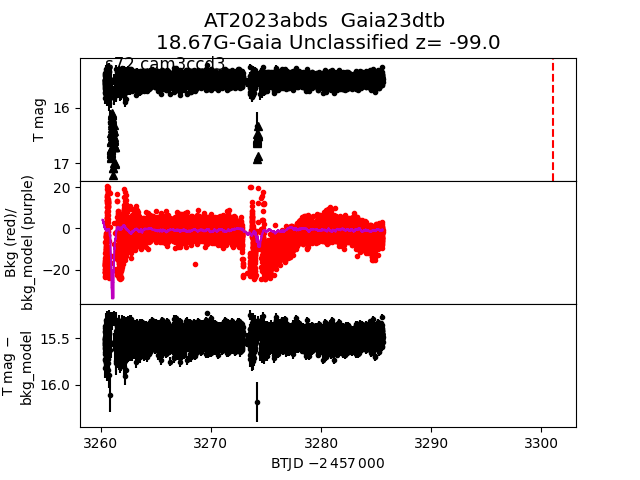 AT2023abds  Gaia23dtb
18.67G-Gaia Unclassified z= -99.0
s72 cam3ccd3
T mag
16
17
Bkg (red)/
bkg_model (purple)
20
0
−20
T mag −
bkg_model
15.5
16.0
3260 3270 3280 3290 3300
BTJD −2 457 000